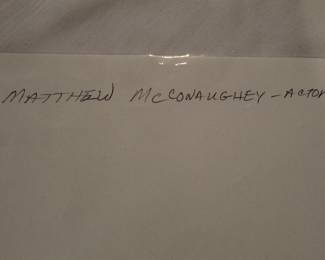 MATTHEW McCONAUGHEY - ACTOR